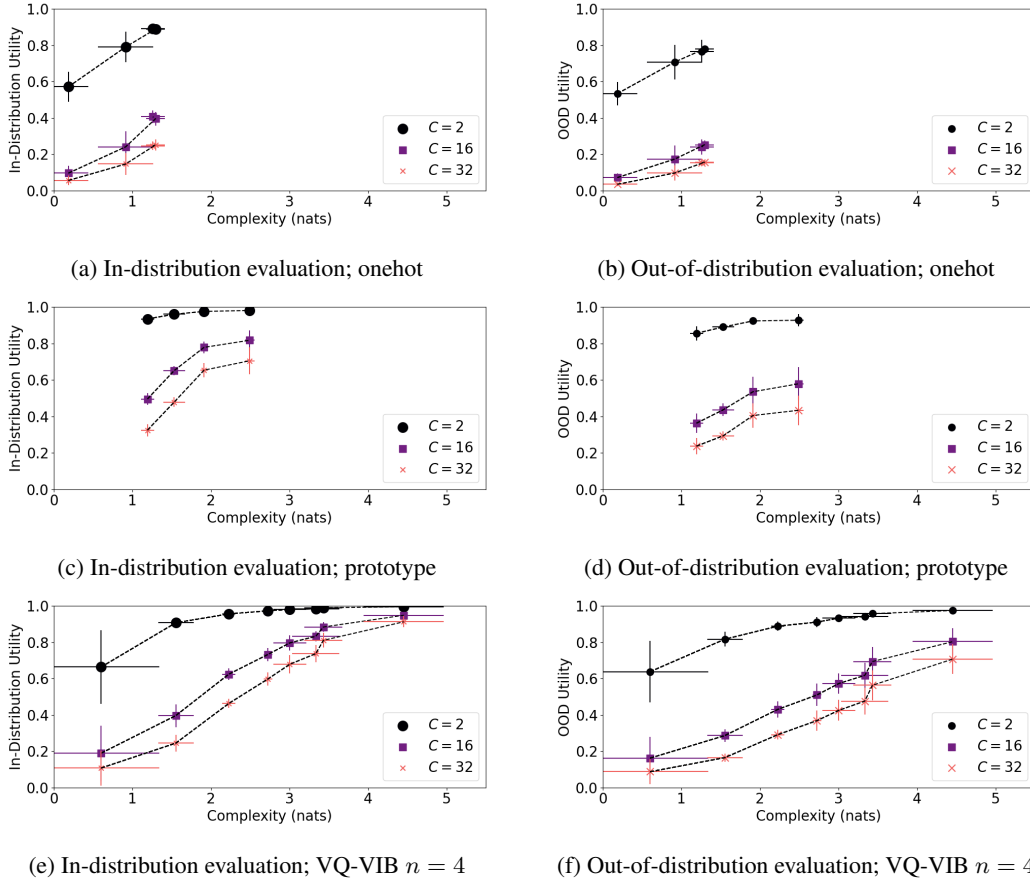 1.0
0.8
0.6
0.4
0.2
0.0
0 1 2 3 4 5
In-Distribution Utility
Complexity (nats)
C = 2
C = 16
C = 32
(a) In-distribution evaluation; onehot
1.0
0.8
0.6
0.4
0.2
0.0
0 1 2 3 4 5
OOD Utility
Complexity (nats)
C = 2
C = 16
C = 32
(b) Out-of-distribution evaluation; onehot
1.0
0.8
0.6
0.4
0.2
0.0
0 1 2 3 4 5
In-Distribution Utility
Complexity (nats)
C = 2
C = 16
C = 32
(c) In-distribution evaluation; prototype
1.0
0.8
0.6
0.4
0.2
0.0
0 1 2 3 4 5
OOD Utility
Complexity (nats)
C = 2
C = 16
C = 32
(d) Out-of-distribution evaluation; prototype
1.0
0.8
0.6
0.4
0.2
0.0
0 1 2 3 4 5
In-Distribution Utility
Complexity (nats)
C = 2
C = 16
C = 32
(e) In-distribution evaluation; VQ-VIB n = 4
1.0
0.8
0.6
0.4
0.2
0.0
0 1 2 3 4 5
OOD Utility
Complexity (nats)
C = 2
C = 16
C = 32
(f) Out-of-distribution evaluation; VQ-VIB n = 4